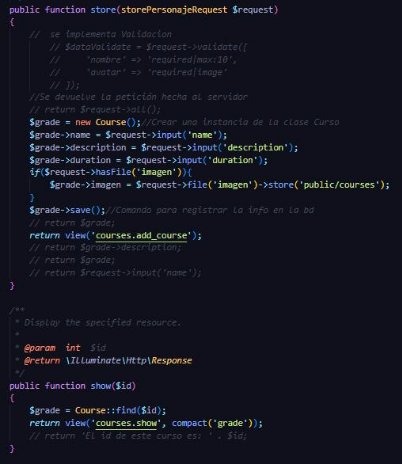 public function store(storePersonajeRequest $request)
{
    //  se implementa Validacion
        // $dataValidate = $request->validate([
        //     'nombre' => 'required|max:10',
        //     'avatar' => 'required|image'
        // ]);
    //Se devuelve la petición hecha al servidor
    // return $request->all();
    $grade = new Course();//Crear una instancia de la clase Curso
    $grade->name = $request->input('name');
    $grade->description = $request->input('description');
    $grade->duration = $request->input('duration');
    if($request->hasFile('imagen')){
        $grade->imagen = $request->file('imagen')->store('public/courses');
    }
    $grade->save();//Comando para registrar la info en la bd
    // return $grade;
    return view('courses.add_course');
    // return $grade->description;
    // return $grade;
    // return $request->input('name');
}
/**
 * Display the specified resource.
 *
 * @param  int  $id
 * @return \Illuminate\Http\Response
 */
public function show($id)
{
    $grade = Course::find($id);
    return view('courses.show', compact('grade'));
    // return 'El id de este curso es: ' . $id;
}